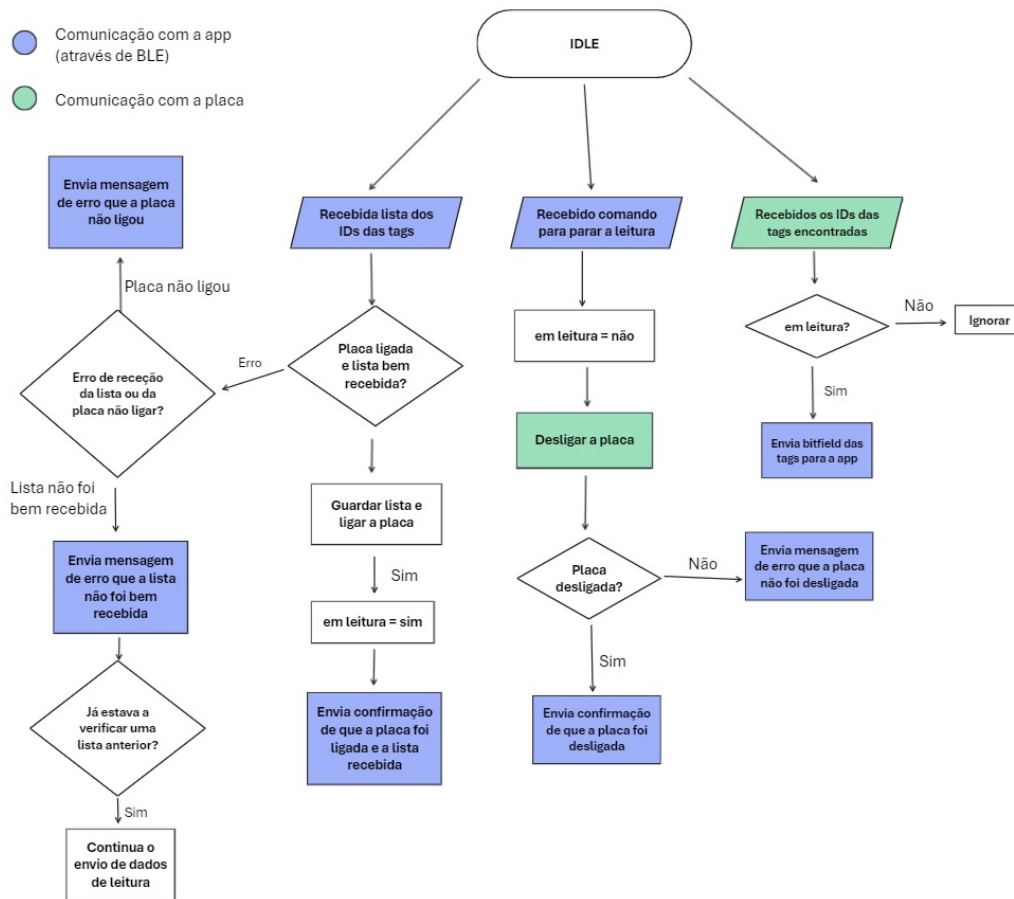 Comunicação com a app
(através de BLE)
Comunicação com a placa
IDLE
Envia mensagem
de erro que a placa
não ligou
Recebida lista dos
IDs das tags
Recebido comando
para parar a leitura
Recebidos os IDs das
tags encontradas
Placa não ligou
Erro de receção
da lista ou da
placa não ligar?
Erro
Placa ligada
e lista bem
recebida?
em leitura = não
em leitura?
Não
Ignorar
Sim
Desligar a placa
Envia bitfield das
tags para a app
Lista não foi
bem recebida
Guardar lista e
ligar a placa
Envia mensagem
de erro que a lista
não foi bem
recebida
Sim
Placa
desligada?
Não
Envia mensagem
de erro que a placa
não foi desligada
em leitura = sim
Sim
Já estava a
verificar uma
lista anterior?
Envia confirmação
de que a placa foi
ligada e a lista
recebida
Envia confirmação
de que a placa foi
desligada
Sim
Continua o
envio de dados
de leitura